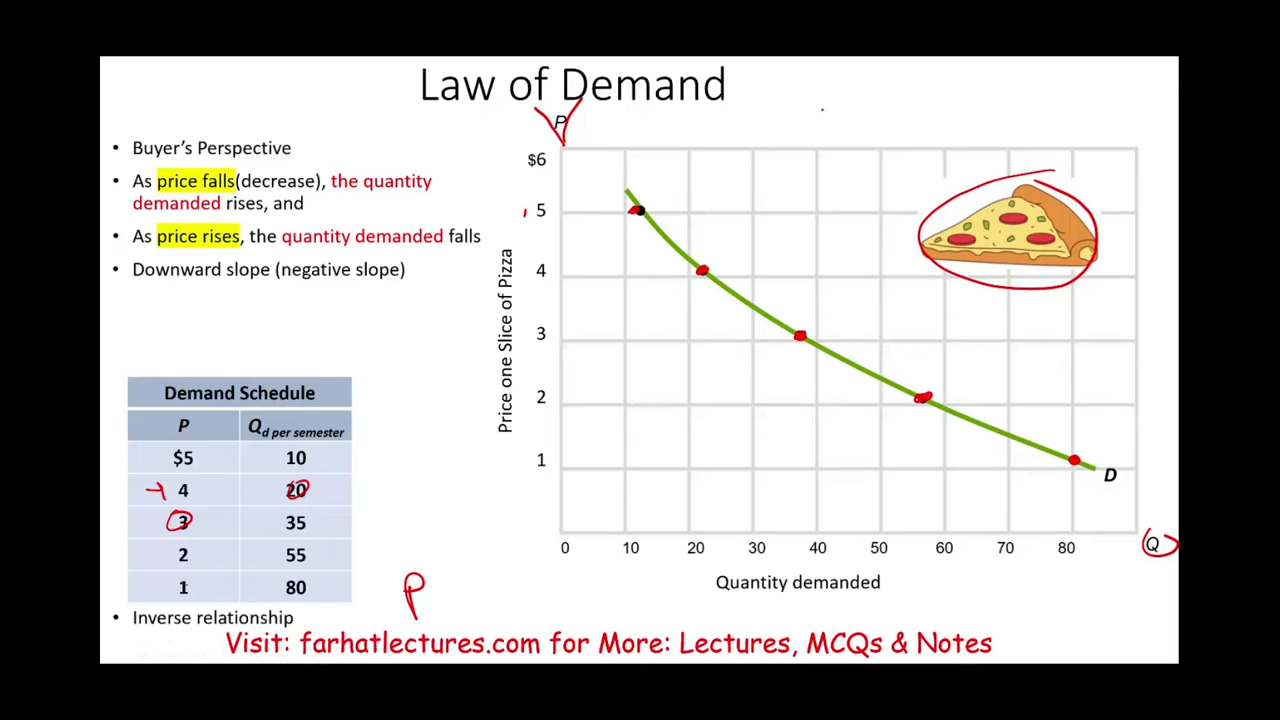 Law of Demand
P
• Buyer's Perspective
• As price falls(decrease), the quantity
demanded rises, and
• As price rises, the quantity demanded falls
• Downward slope (negative slope)
Demand Schedule
P Qd per semester
$5 10
4 20
3 35
2 55
1 80
• Inverse relationship
P
Price one Slice of Pizza
$6
5
4
3
2
1
D
0 10 20 30 40 50 60 70 80 Q
Quantity demanded
Visit: farhatlectures.com for More: Lectures, MCQs & Notes